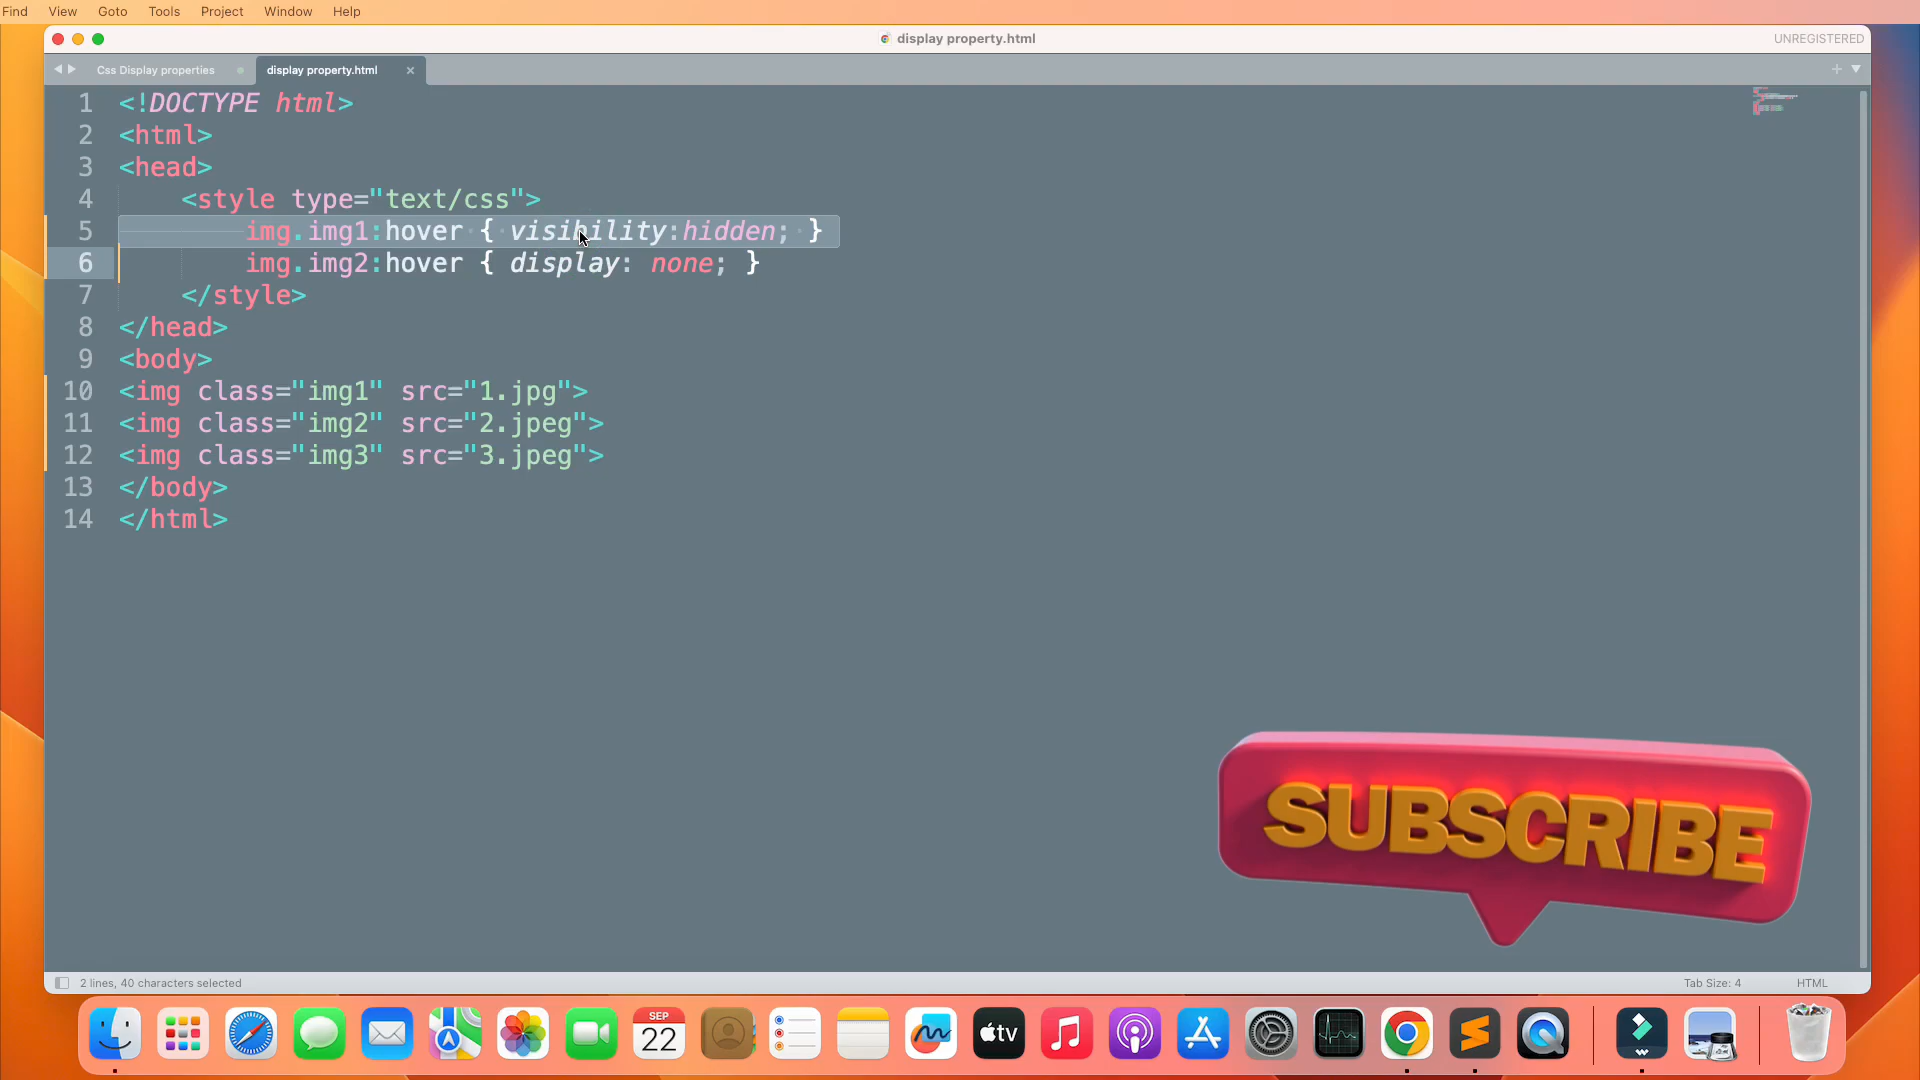 Find View Goto Tools Project Window Help
display property.html
UNREGISTERED
Css Display properties
display property.html
1 <!DOCTYPE html>
2 <html>
3 <head>
4 <style type="text/css">
5 img.img1:hover { visibility:hidden; }
6 img.img2:hover { display: none; }
7 </style>
8 </head>
9 <body>
10 <img class="img1" src="1.jpg">
11 <img class="img2" src="2.jpeg">
12 <img class="img3" src="3.jpeg">
13 </body>
14 </html>
SUBSCRIBE
2 lines, 40 characters selected
Tab Size: 4
HTML
SEP
22
tv